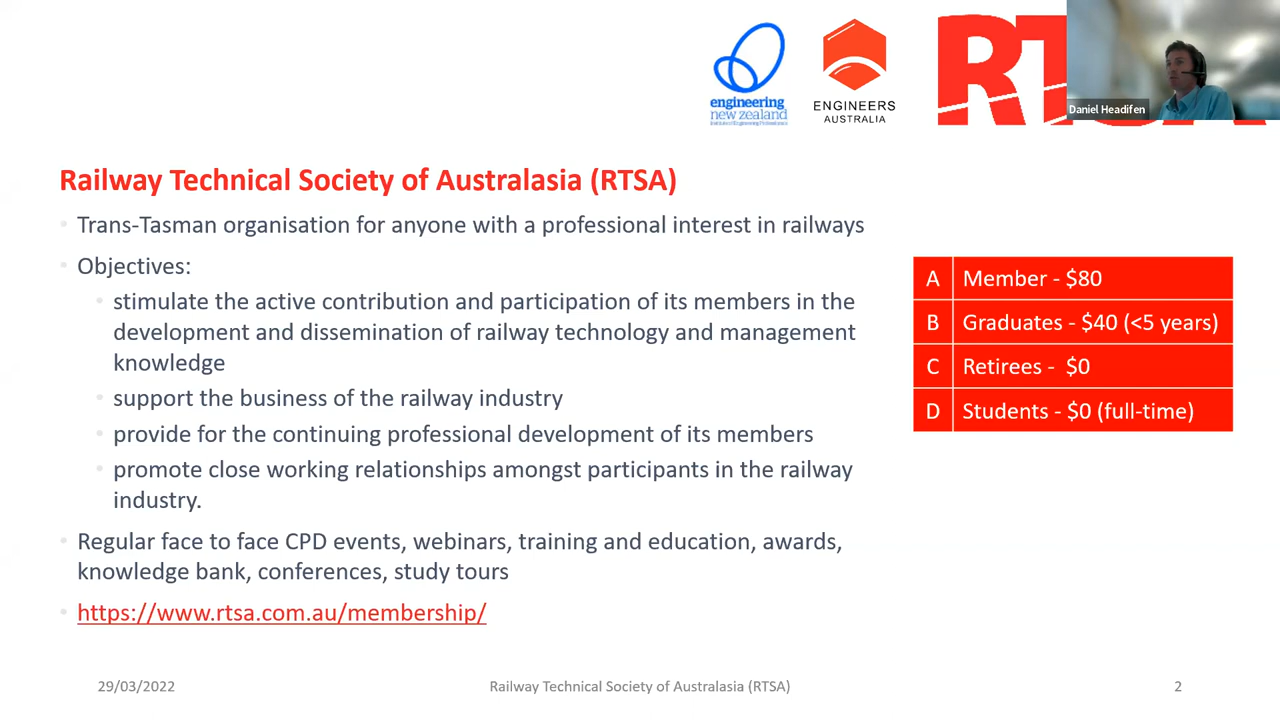 engineering
new zealand
ENGINEERS
AUSTRALIA
Daniel Headifen
Railway Technical Society of Australasia (RTSA)
Trans-Tasman organisation for anyone with a professional interest in railways
Objectives:
stimulate the active contribution and participation of its members in the
development and dissemination of railway technology and management
knowledge
support the business of the railway industry
provide for the continuing professional development of its members
promote close working relationships amongst participants in the railway
industry.
Regular face to face CPD events, webinars, training and education, awards,
knowledge bank, conferences, study tours
https://www.rtsa.com.au/membership/
A Member - $80
B Graduates - $40 (<5 years)
C Retirees - $0
D Students - $0 (full-time)
29/03/2022
Railway Technical Society of Australasia (RTSA)
2